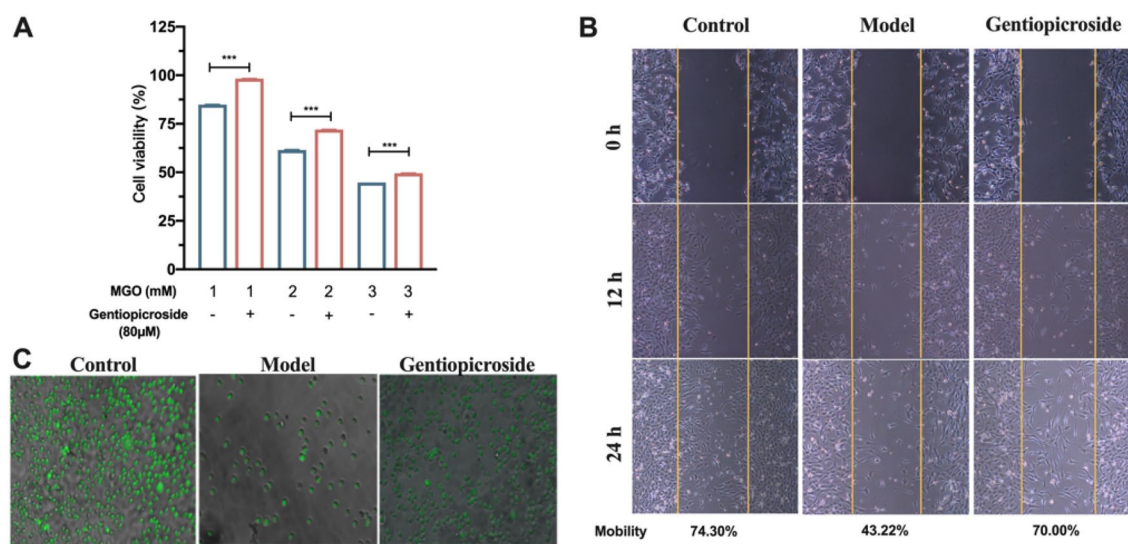 A
Cell viability (%)
125
100
75
50
25
0
***
***
***
MGO (mM)
1 1 2 2 3 3
Gentiopicroside
(80μM)
- + - + - +
B
Control Model Gentiopicroside
0 h
12 h
24 h
Mobility 74.30% 43.22% 70.00%
C
Control Model Gentiopicroside